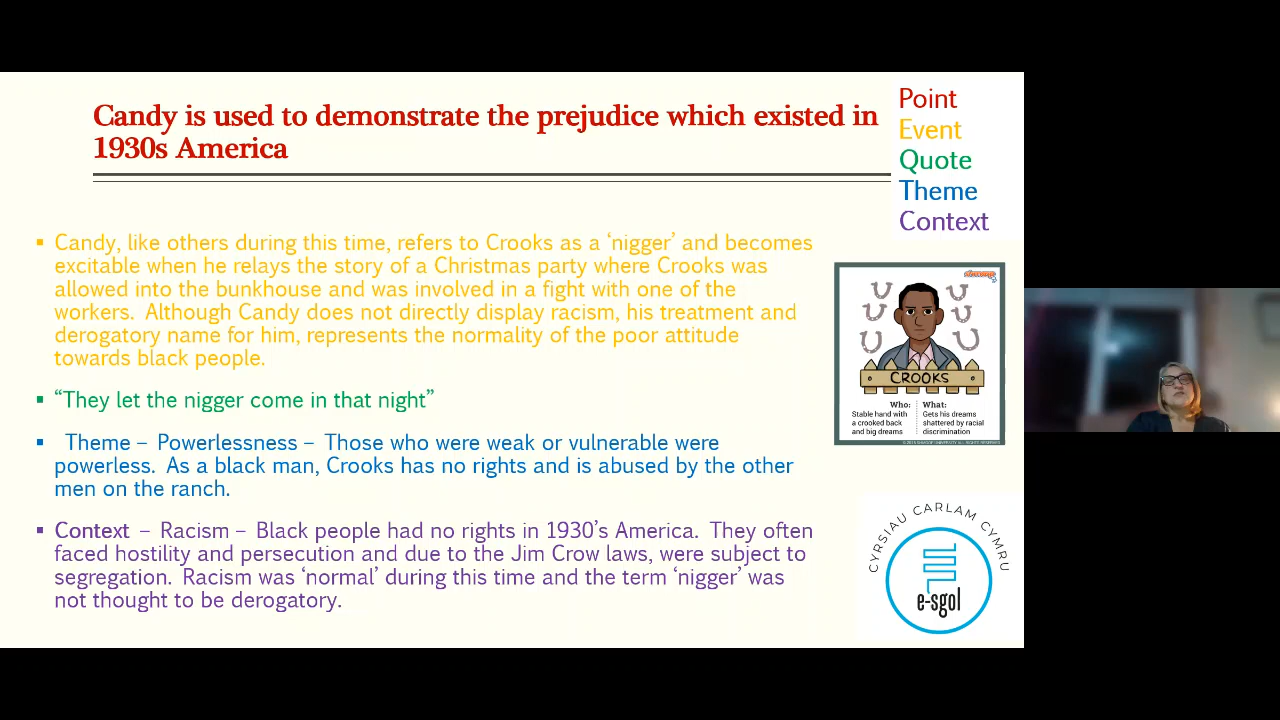 Candy is used to demonstrate the prejudice which existed in
1930s America
Point
Event
Quote
Theme
Context
Candy, like others during this time, refers to Crooks as a ‘nigger’ and becomes
excitable when he relays the story of a Christmas party where Crooks was
allowed into the bunkhouse and was involved in a fight with one of the
workers. Although Candy does not directly display racism, his treatment and
derogatory name for him, represents the normality of the poor attitude
towards black people.
“They let the nigger come in that night”
Theme – Powerlessness – Those who were weak or vulnerable were
powerless. As a black man, Crooks has no rights and is abused by the other
men on the ranch.
Context – Racism – Black people had no rights in 1930’s America. They often
faced hostility and persecution and due to the Jim Crow laws, were subject to
segregation. Racism was ‘normal’ during this time and the term ‘nigger’ was
not thought to be derogatory.
CROOKS
Who:
Stable hand with
a crooked back
and big dreams
What:
Gets his dreams
shattered by racial
discrimination
CYRSIAU CARLAM CYMRU
e-sgol